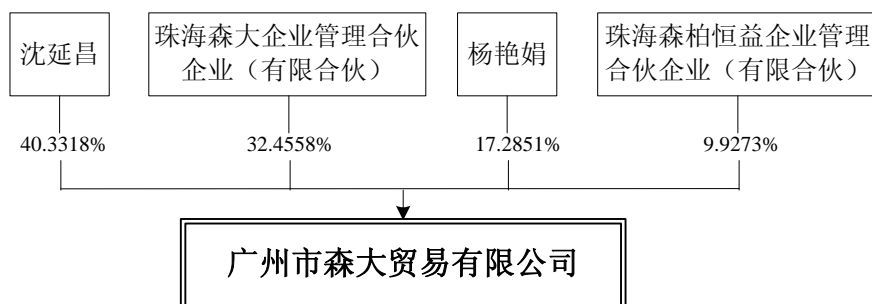 沈延昌
珠海森大企业管理合伙
企业（有限合伙）
杨艳娟
珠海森柏恒益企业管理
合伙企业（有限合伙）
40.3318%
32.4558%
17.2851%
9.9273%
广州市森大贸易有限公司